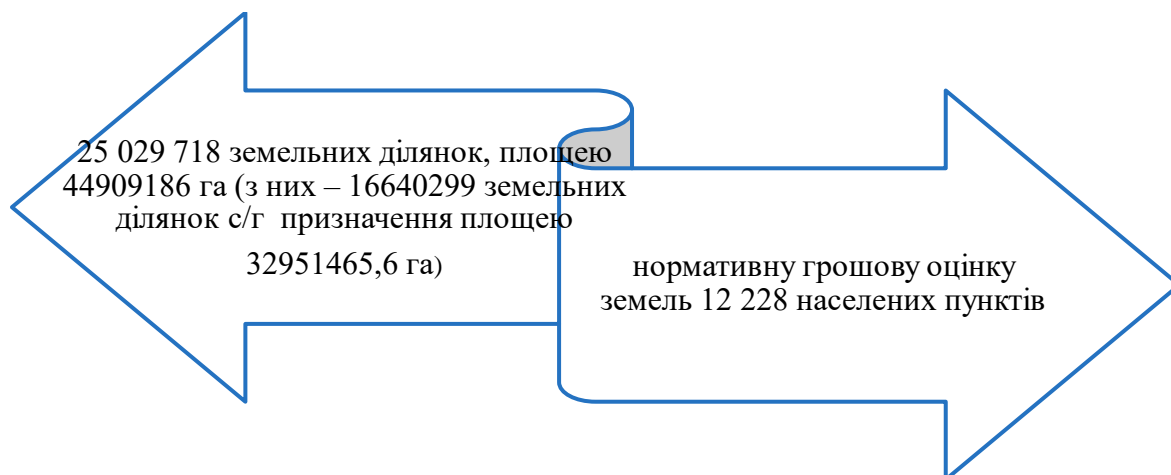 25 029 718 земельних ділянок, площею
44909186 га (з них – 16640299 земельних
ділянок с/г призначення площею
32951465,6 га)
нормативну грошову оцінку
земель 12 228 населених пунктів